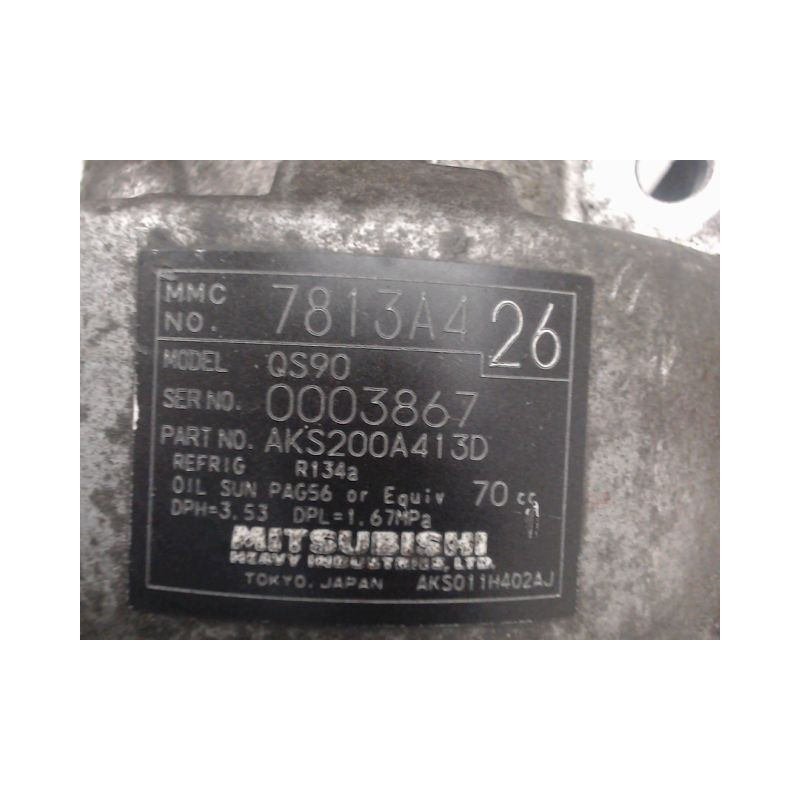 MMC NO. 7813A4 26
MODEL QS90
SER NO. 0003867
PART NO. AKS200A413D
REFRIG R134a
OIL SUN PAG56 or Equiv 70 cc
DPH=3.53 DPL=1.67MPa
MITSUBISHI
HEAVY INDUSTRIES, LTD.
TOKYO, JAPAN AKS011H402AJ